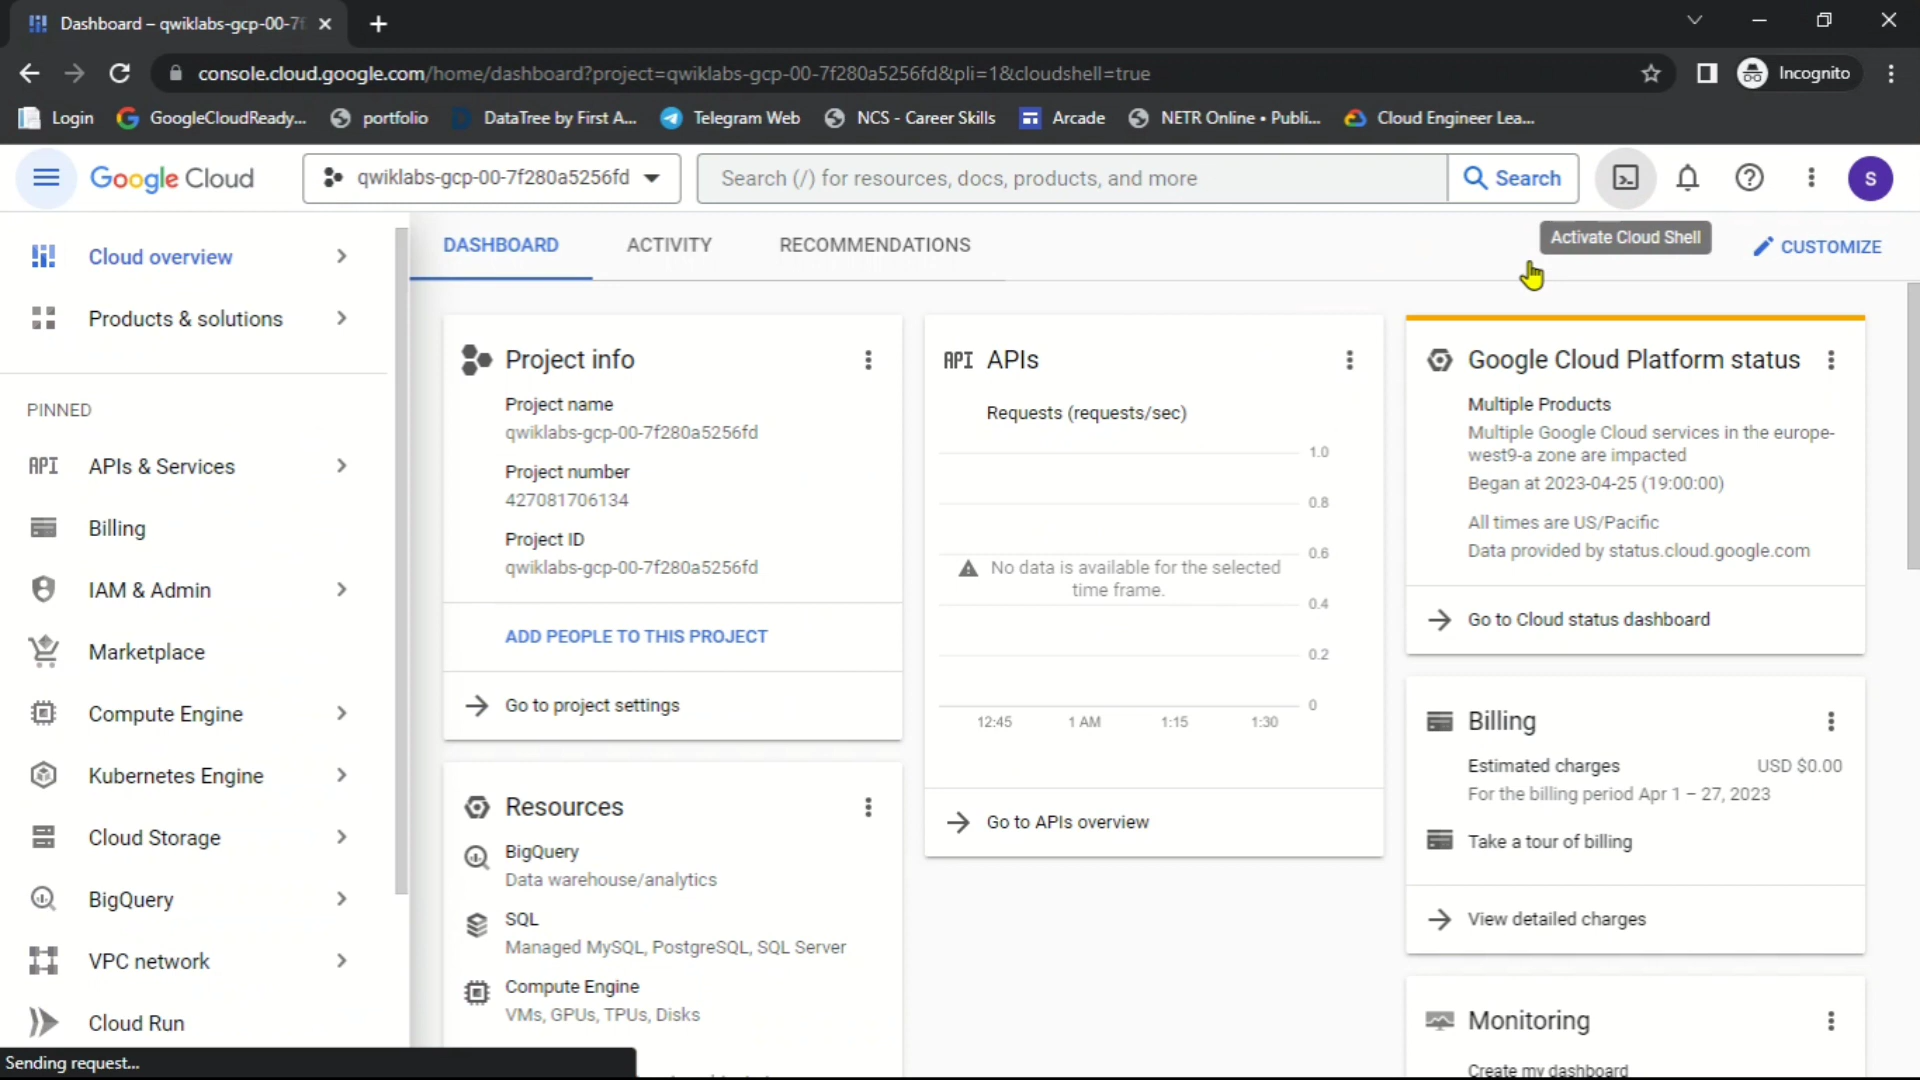 Dashboard – qwiklabs-gcp-00-7f
console.cloud.google.com/home/dashboard?project=qwiklabs-gcp-00-7f280a5256fd&pli=1&cloudshell=true
Incognito
Login
GoogleCloudReady...
portfolio
DataTree by First A...
Telegram Web
NCS - Career Skills
Arcade
NETR Online • Publi...
Cloud Engineer Lea...
Google Cloud
qwiklabs-gcp-00-7f280a5256fd
Search (/) for resources, docs, products, and more
Search
S
Activate Cloud Shell
Cloud overview
Products & solutions
PINNED
API APIs & Services
Billing
IAM & Admin
Marketplace
Compute Engine
Kubernetes Engine
Cloud Storage
BigQuery
VPC network
Cloud Run
Sending request...
DASHBOARD
ACTIVITY
RECOMMENDATIONS
CUSTOMIZE
Project info
Project name
qwiklabs-gcp-00-7f280a5256fd
Project number
427081706134
Project ID
qwiklabs-gcp-00-7f280a5256fd
ADD PEOPLE TO THIS PROJECT
Go to project settings
Resources
BigQuery
Data warehouse/analytics
SQL
Managed MySQL, PostgreSQL, SQL Server
Compute Engine
VMs, GPUs, TPUs, Disks
API APIs
Requests (requests/sec)
1.0
0.8
0.6
No data is available for the selected
time frame.
0.4
0.2
0
12:45
1 AM
1:15
1:30
Go to APIs overview
Google Cloud Platform status
Multiple Products
Multiple Google Cloud services in the europe-
west9-a zone are impacted
Began at 2023-04-25 (19:00:00)
All times are US/Pacific
Data provided by status.cloud.google.com
Go to Cloud status dashboard
Billing
Estimated charges
USD $0.00
For the billing period Apr 1 – 27, 2023
Take a tour of billing
View detailed charges
Monitoring
Create my dashboard